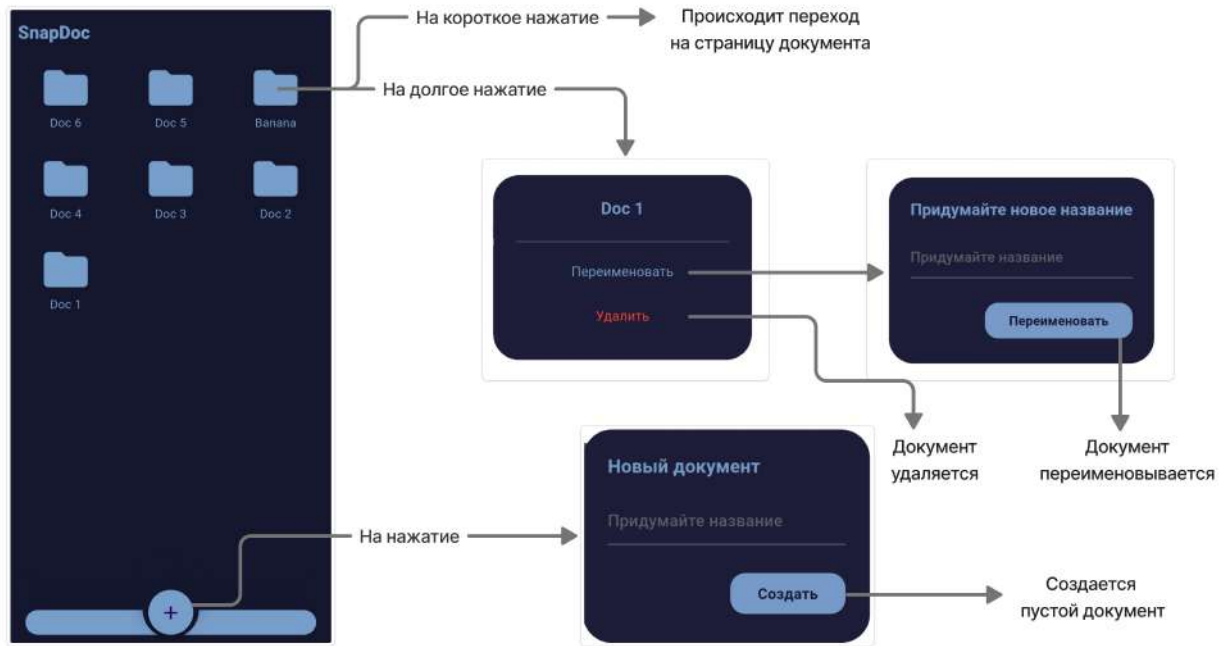 SnapDoc
Doc 6
Doc 5
Banana
Doc 4
Doc 3
Doc 2
Doc 1
+
На короткое нажатие
Происходит переход
на страницу документа
На долгое нажатие
Doc 1
Переименовать
Удалить
Придумайте новое название
Придумайте название
Переименовать
Документ
удаляется
Документ
переименовывается
На нажатие
Новый документ
Придумайте название
Создать
Создается
пустой документ